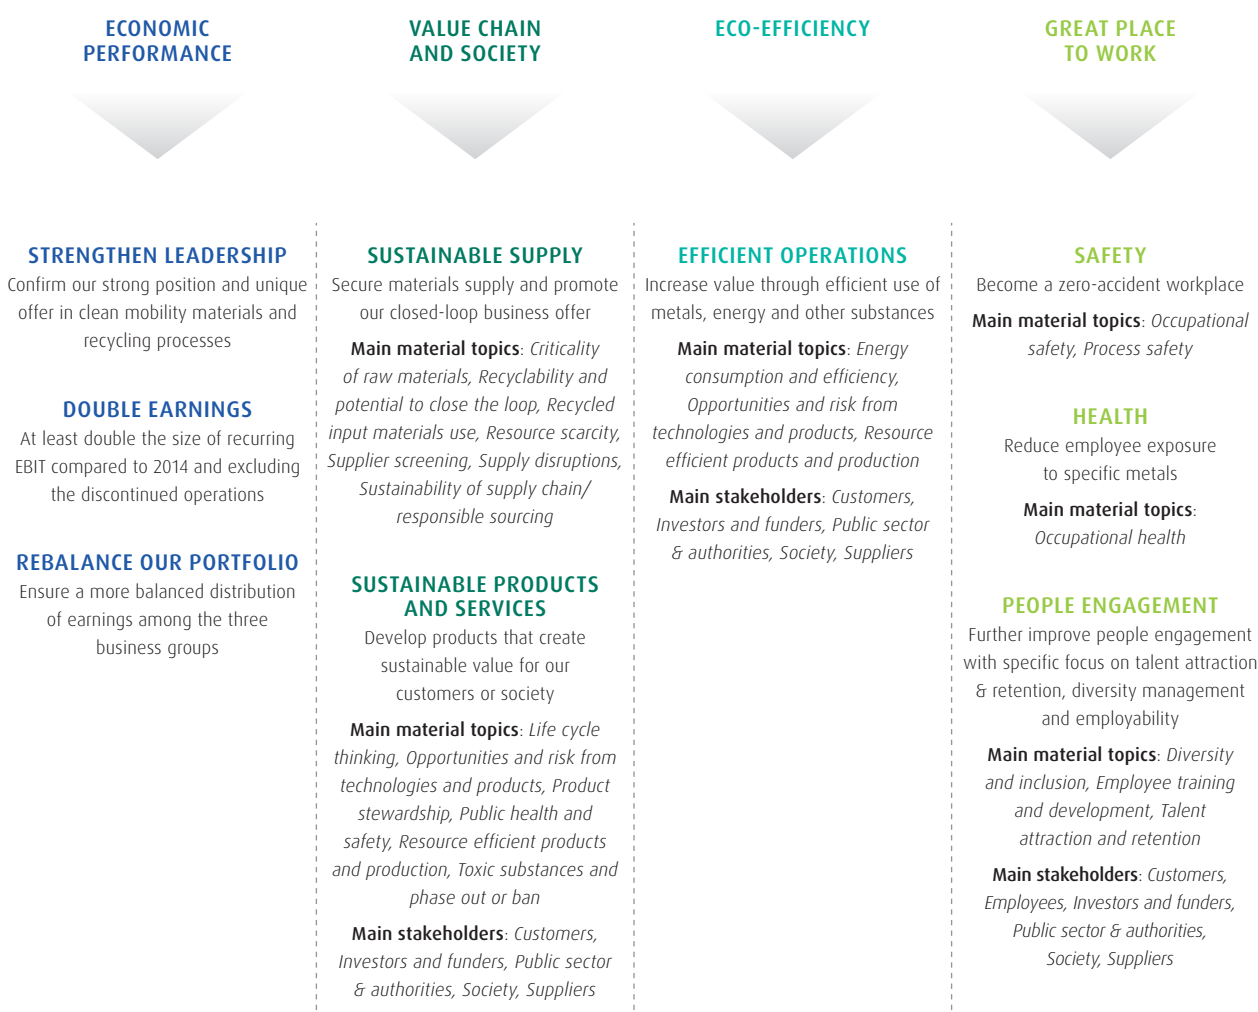 ECONOMIC
PERFORMANCE
STRENGTHEN LEADERSHIP
Confirm our strong position and unique
offer in clean mobility materials and
recycling processes
DOUBLE EARNINGS
At least double the size of recurring
EBIT compared to 2014 and excluding
the discontinued operations
REBALANCE OUR PORTFOLIO
Ensure a more balanced distribution
of earnings among the three
business groups
VALUE CHAIN
AND SOCIETY
SUSTAINABLE SUPPLY
Secure materials supply and promote
our closed-loop business offer
Main material topics: Criticality
of raw materials, Recyclability and
potential to close the loop, Recycled
input materials use, Resource scarcity,
Supplier screening, Supply disruptions,
Sustainability of supply chain/
responsible sourcing
SUSTAINABLE PRODUCTS
AND SERVICES
Develop products that create
sustainable value for our
customers or society
Main material topics: Life cycle
thinking, Opportunities and risk from
technologies and products, Product
stewardship, Public health and
safety, Resource efficient products
and production, Toxic substances and
phase out or ban
Main stakeholders: Customers,
Investors and funders, Public sector
& authorities, Society, Suppliers
ECO-EFFICIENCY
EFFICIENT OPERATIONS
Increase value through efficient use of
metals, energy and other substances
Main material topics: Energy
consumption and efficiency,
Opportunities and risk from
technologies and products, Resource
efficient products and production
Main stakeholders: Customers,
Investors and funders, Public sector
& authorities, Society, Suppliers
GREAT PLACE
TO WORK
SAFETY
Become a zero-accident workplace
Main material topics: Occupational
safety, Process safety
HEALTH
Reduce employee exposure
to specific metals
Main material topics:
Occupational health
PEOPLE ENGAGEMENT
Further improve people engagement
with specific focus on talent attraction
& retention, diversity management
and employability
Main material topics: Diversity
and inclusion, Employee training
and development, Talent
attraction and retention
Main stakeholders: Customers,
Employees, Investors and funders,
Public sector & authorities,
Society, Suppliers